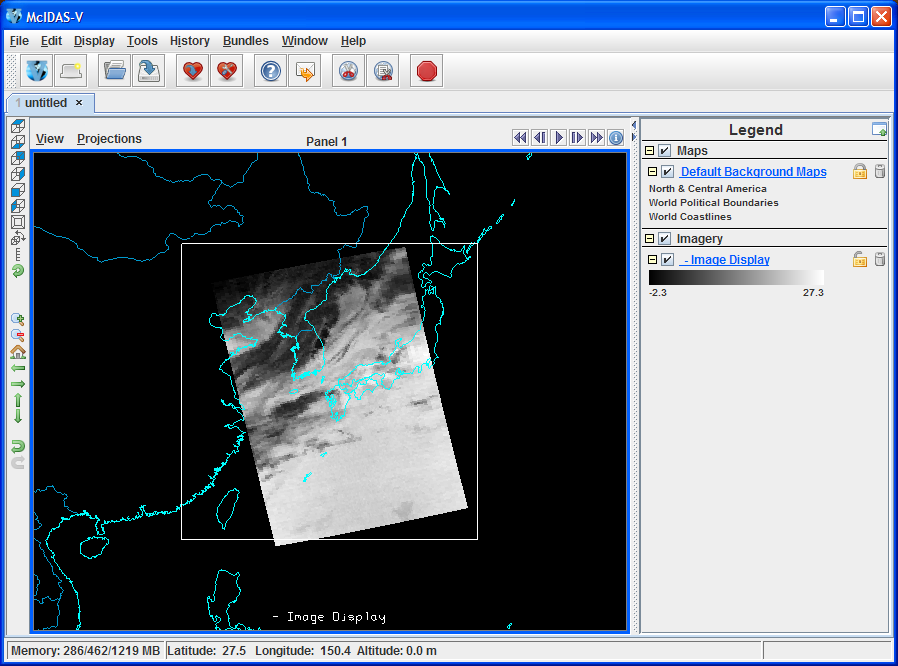 McIDAS-V
File Edit Display Tools History Bundles Window Help
1 untitled ×
View Projections
Panel 1
Legend
Maps
Default Background Maps
North & Central America
World Political Boundaries
World Coastlines
Imagery
- Image Display
-2.3 27.3
- Image Display
Memory: 286/462/1219 MB Latitude: 27.5 Longitude: 150.4 Altitude: 0.0 m